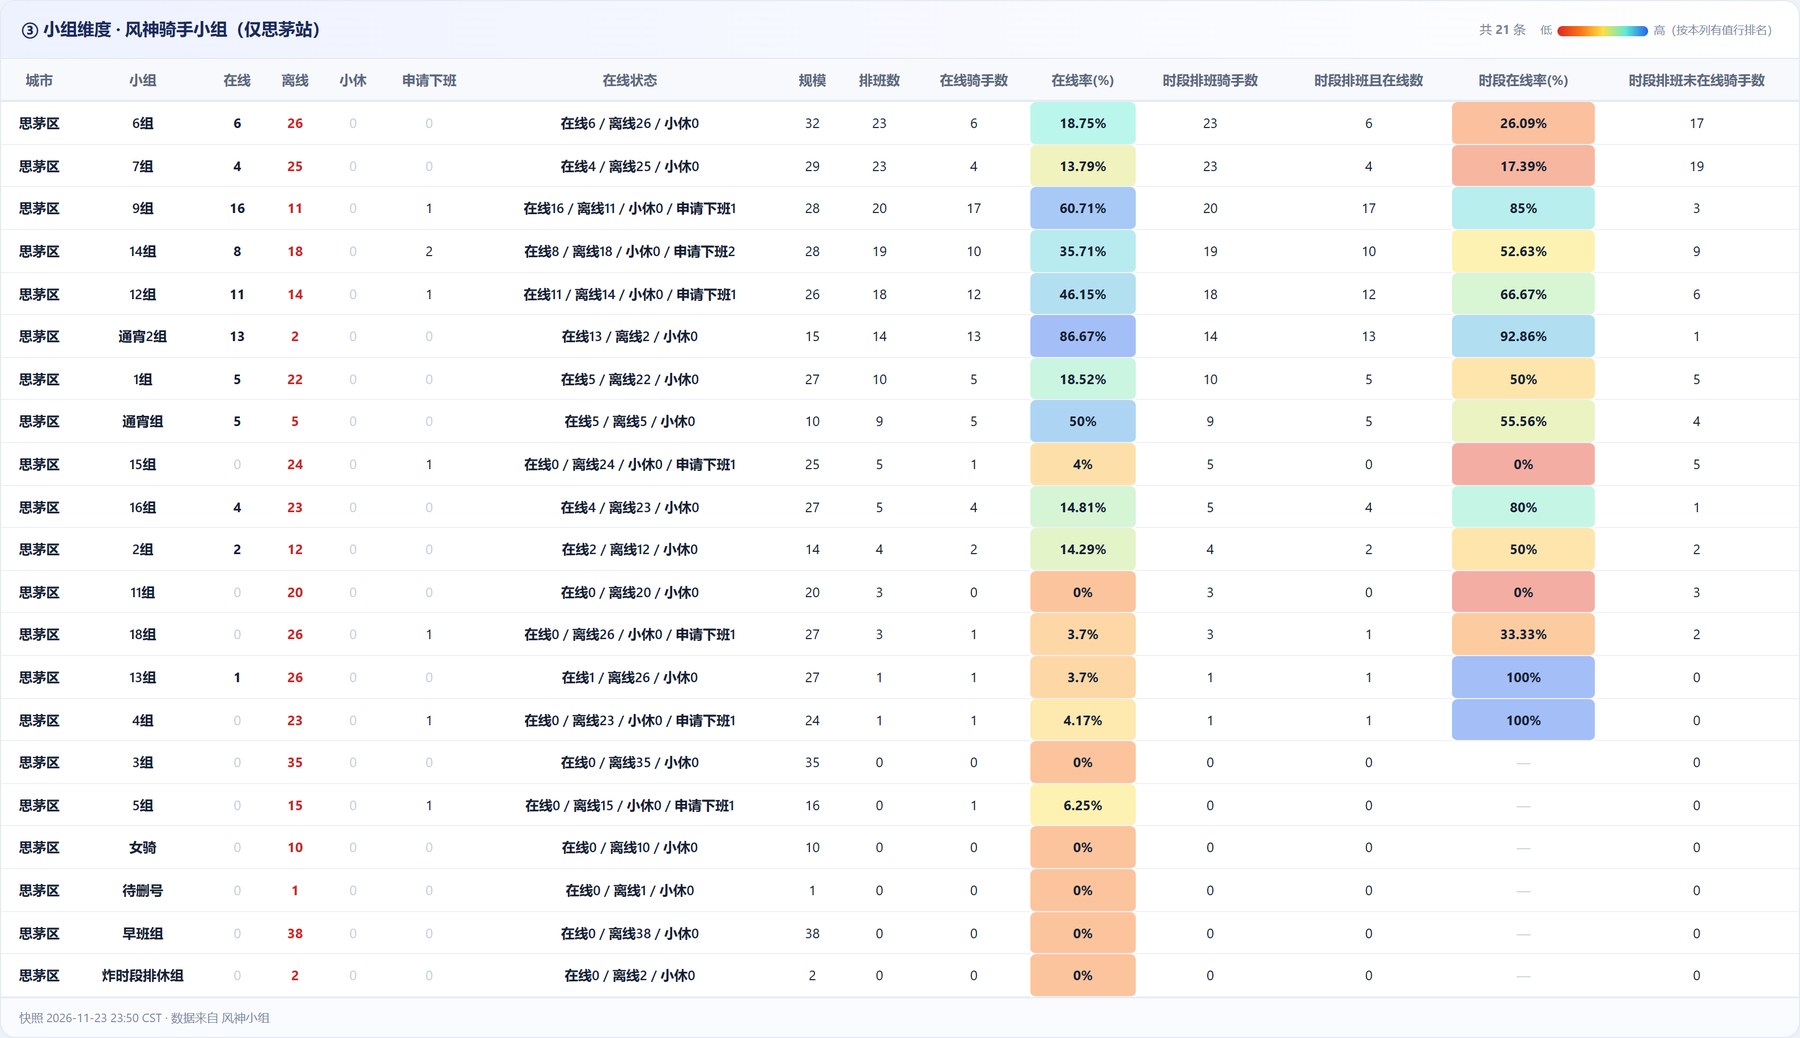 ③ 小组维度 · 风神骑手小组（仅思茅站） 共 21 条 低 高 (按本列有值行排名)
城市 小组 在线 离线 小休 申请下班 在线状态 规模 排班数 在线骑手数 在线率(%) 时段排班骑手数 时段排班且在线数 时段在线率(%) 时段排班未在线骑手数
思茅区 6组 6 26 0 0 在线6 / 离线26 / 小休0 32 23 6 18.75% 23 6 26.09% 17
思茅区 7组 4 25 0 0 在线4 / 离线25 / 小休0 29 23 4 13.79% 23 4 17.39% 19
思茅区 9组 16 11 0 1 在线16 / 离线11 / 小休0 / 申请下班1 28 20 17 60.71% 20 17 85% 3
思茅区 14组 8 18 0 2 在线8 / 离线18 / 小休0 / 申请下班2 28 19 10 35.71% 19 10 52.63% 9
思茅区 12组 11 14 0 1 在线11 / 离线14 / 小休0 / 申请下班1 26 18 12 46.15% 18 12 66.67% 6
思茅区 通宵2组 13 2 0 0 在线13 / 离线2 / 小休0 15 14 13 86.67% 14 13 92.86% 1
思茅区 1组 5 22 0 0 在线5 / 离线22 / 小休0 27 10 5 18.52% 10 5 50% 5
思茅区 通宵组 5 5 0 0 在线5 / 离线5 / 小休0 10 9 5 50% 9 5 55.56% 4
思茅区 15组 0 24 0 1 在线0 / 离线24 / 小休0 / 申请下班1 25 5 1 4% 5 0 0% 5
思茅区 16组 4 23 0 0 在线4 / 离线23 / 小休0 27 5 4 14.81% 5 4 80% 1
思茅区 2组 2 12 0 0 在线2 / 离线12 / 小休0 14 4 2 14.29% 4 2 50% 2
思茅区 11组 0 20 0 0 在线0 / 离线20 / 小休0 20 3 0 0% 3 0 0% 3
思茅区 18组 0 26 0 1 在线0 / 离线26 / 小休0 / 申请下班1 27 3 1 3.7% 3 1 33.33% 2
思茅区 13组 1 26 0 0 在线1 / 离线26 / 小休0 27 1 1 3.7% 1 1 100% 0
思茅区 4组 0 23 0 1 在线0 / 离线23 / 小休0 / 申请下班1 24 1 1 4.17% 1 1 100% 0
思茅区 3组 0 35 0 0 在线0 / 离线35 / 小休0 35 0 0 0% 0 0 — 0
思茅区 5组 0 15 0 1 在线0 / 离线15 / 小休0 / 申请下班1 16 0 1 6.25% 0 0 — 0
思茅区 女骑 0 10 0 0 在线0 / 离线10 / 小休0 10 0 0 0% 0 0 — 0
思茅区 待删号 0 1 0 0 在线0 / 离线1 / 小休0 1 0 0 0% 0 0 — 0
思茅区 早班组 0 38 0 0 在线0 / 离线38 / 小休0 38 0 0 0% 0 0 — 0
思茅区 炸时段排休组 0 2 0 0 在线0 / 离线2 / 小休0 2 0 0 0% 0 0 — 0
快照 2026-11-23 23:50 CST · 数据来自 风神小组